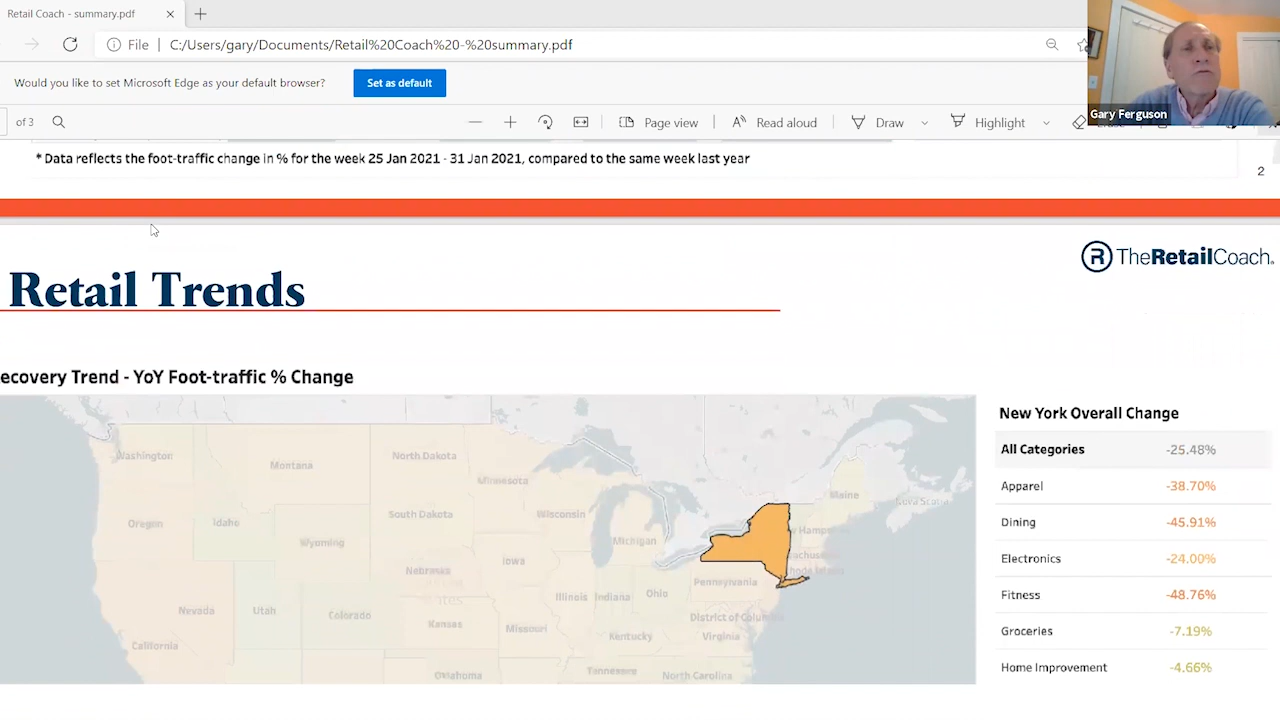 Retail Coach - summary.pdf
File | C:/Users/gary/Documents/Retail%20Coach%20-%20summary.pdf
Would you like to set Microsoft Edge as your default browser? Set as default
Gary Ferguson
of 3 Page view Read aloud Draw Highlight
* Data reflects the foot-traffic change in % for the week 25 Jan 2021 - 31 Jan 2021, compared to the same week last year
2
TheRetailCoach
Retail Trends
ecovery Trend - YoY Foot-traffic % Change
Washington
Montana
North Dakota
Minnesota
Maine
Nova Scotia
Oregon
Idaho
South Dakota
Wisconsin
Wyoming
Michigan
Iowa
Nebraska
Pennsylvania
Nevada
Utah
Colorado
Illinois
Indiana
Ohio
District of Colum
Kansas
Missouri
Kentucky
Virginia
California
Oklahoma
Tennessee
North Carolina
New York Overall Change
All Categories -25.48%
Apparel -38.70%
Dining -45.91%
Electronics -24.00%
Fitness -48.76%
Groceries -7.19%
Home Improvement -4.66%